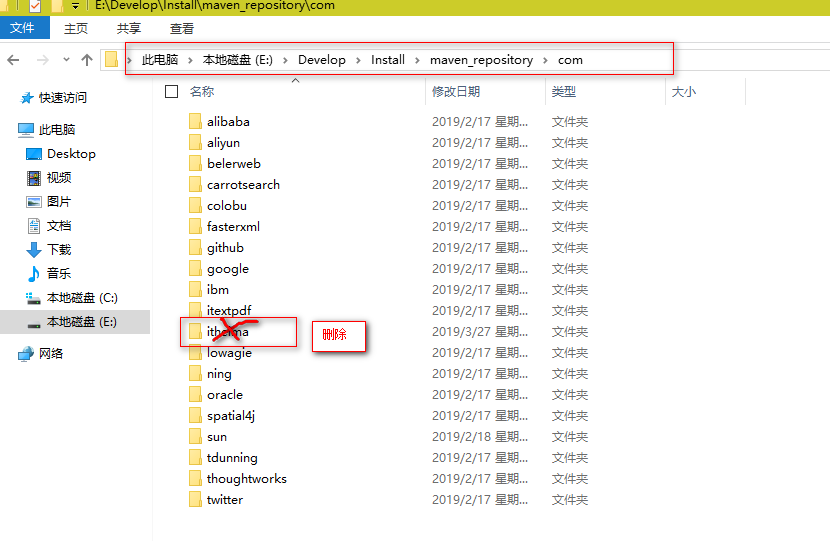 E:\Develop\Install\maven_repository\com
文件 主页 共享 查看
此电脑 本地磁盘 (E:) Develop Install maven_repository com
名称 修改日期 类型 大小
快速访问
此电脑
Desktop
视频
图片
文档
下载
音乐
本地磁盘 (C:)
本地磁盘 (E:)
网络
alibaba 2019/2/17 星期... 文件夹
aliyun 2019/2/17 星期... 文件夹
belerweb 2019/2/17 星期... 文件夹
carrotsearch 2019/2/17 星期... 文件夹
colobu 2019/2/17 星期... 文件夹
fasterxml 2019/2/17 星期... 文件夹
github 2019/2/17 星期... 文件夹
google 2019/2/17 星期... 文件夹
ibm 2019/2/17 星期... 文件夹
itextpdf 2019/2/17 星期... 文件夹
itheima 删除 2019/3/27 星期... 文件夹
lowagie 2019/2/17 星期... 文件夹
ning 2019/2/17 星期... 文件夹
oracle 2019/2/17 星期... 文件夹
spatial4j 2019/2/17 星期... 文件夹
sun 2019/2/18 星期... 文件夹
tdunning 2019/2/17 星期... 文件夹
thoughtworks 2019/2/17 星期... 文件夹
twitter 2019/2/17 星期... 文件夹